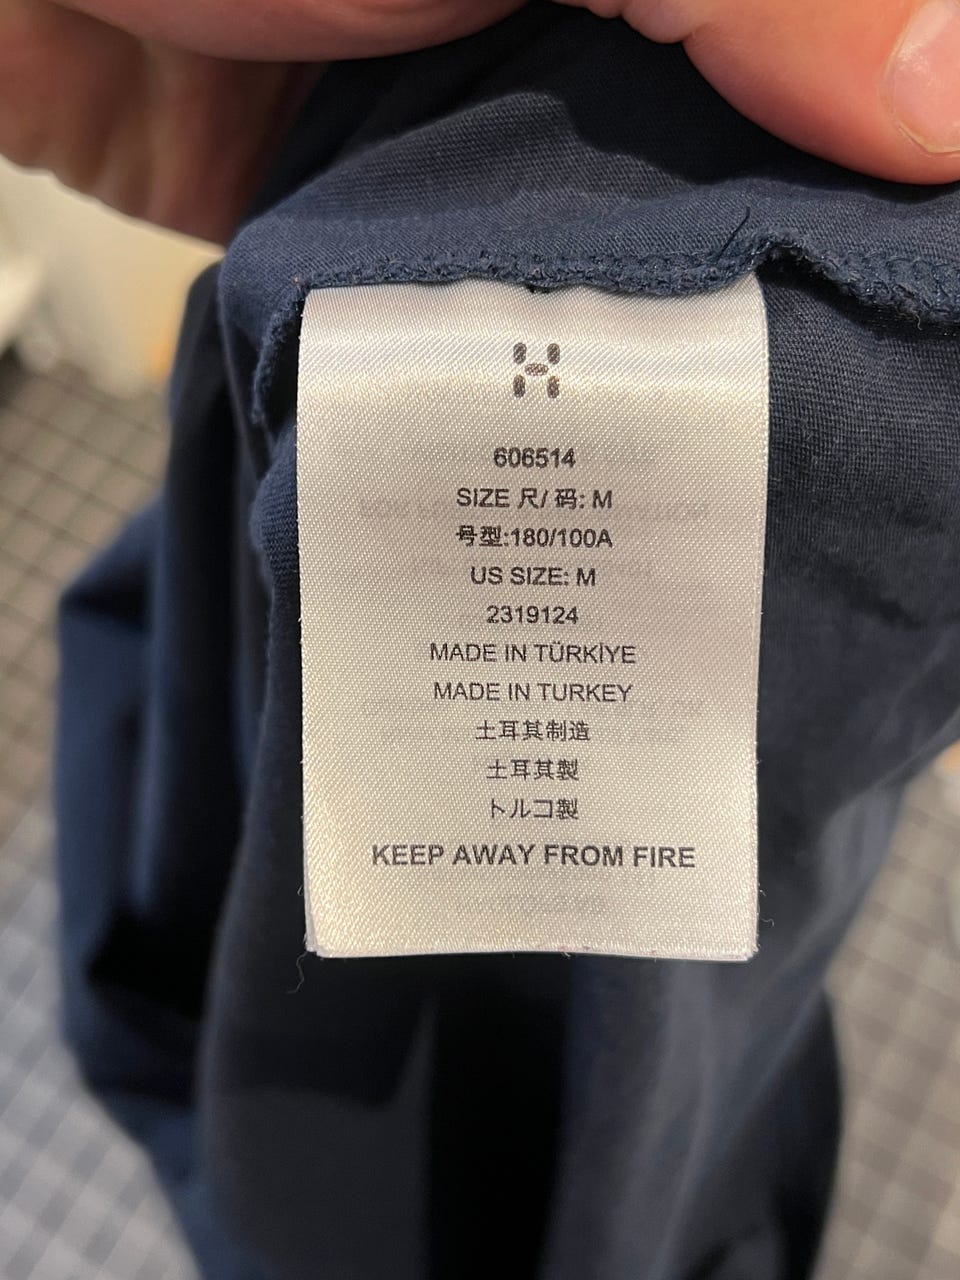 606514
SIZE 尺/ 码: M
号型:180/100A
US SIZE: M
2319124
MADE IN TÜRKİYE
MADE IN TURKEY
土耳其制造
土耳其製
トルコ製
KEEP AWAY FROM FIRE